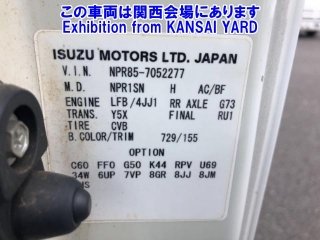 この車両は関西会場にあります
Exhibition from KANSAI YARD
ISUZU MOTORS LTD. JAPAN
V.I.N. NPR85-7052277
M.D. NPR1SN H AC/BF
ENGINE LFB/4JJ1 RR AXLE G73
TRANS. Y5X FINAL RU1
TIRE CVB
B.COLOR/TRIM 729/155
OPTION
C60 FF0 G50 K44 RPV U69
34W 6UP 7VP 8GR 8JJ 8JM